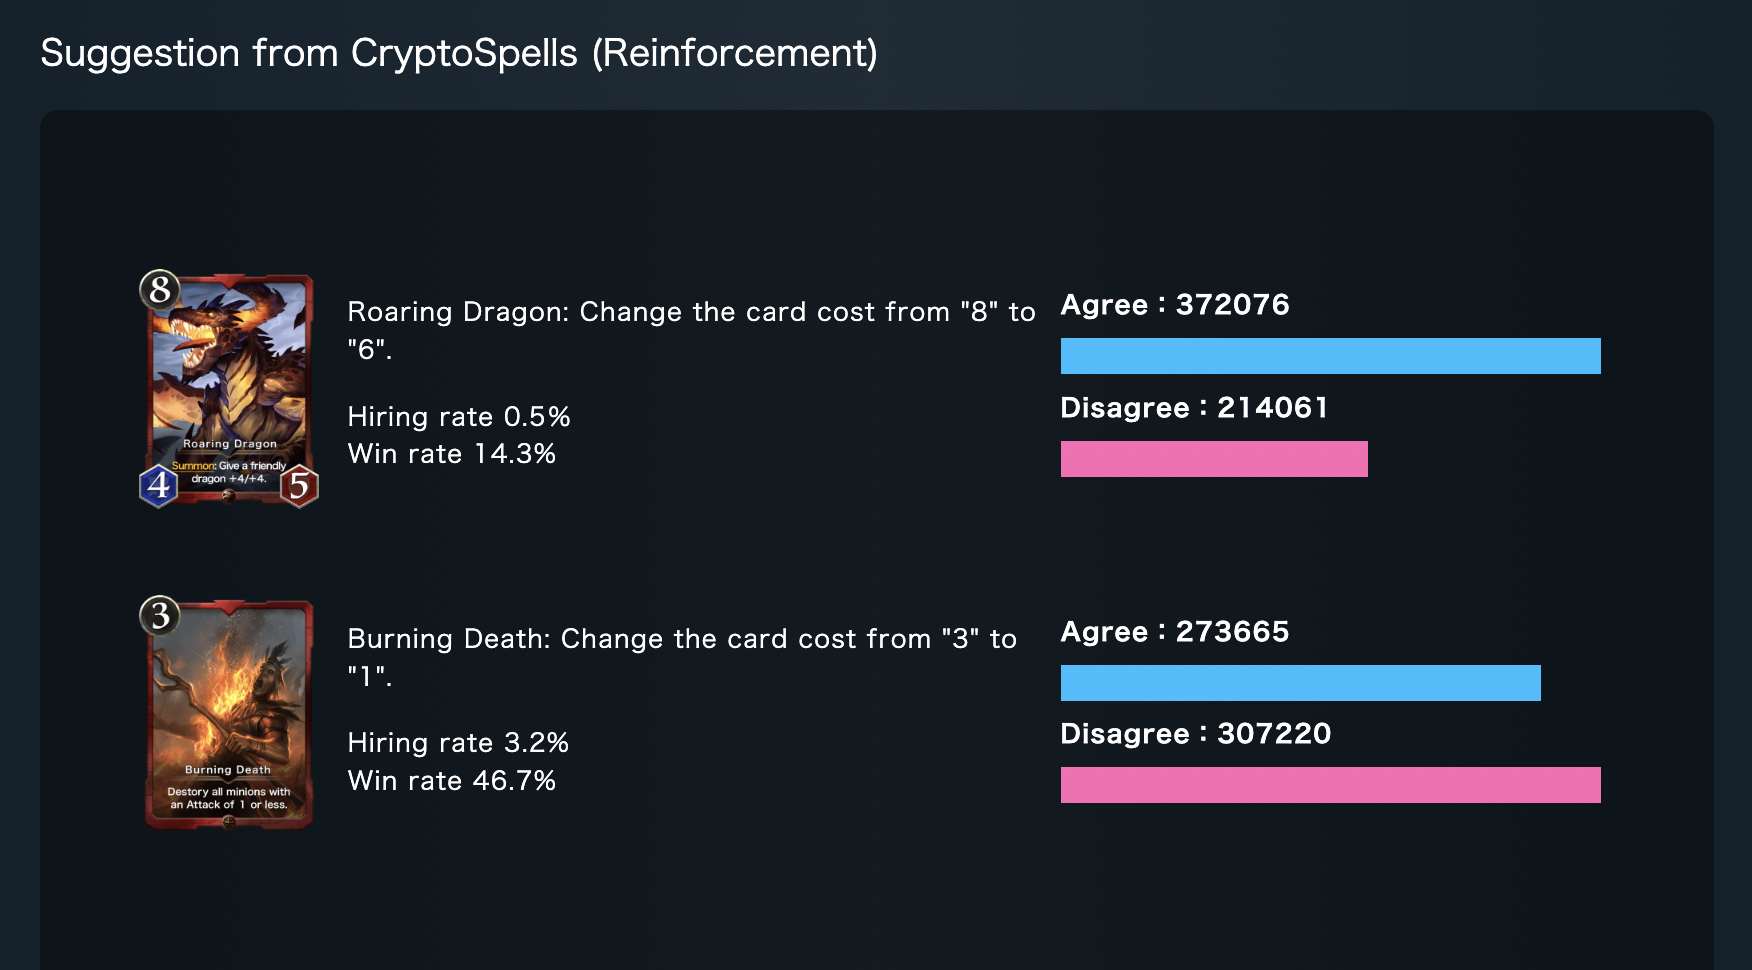 Suggestion from CryptoSpells (Reinforcement)
8
Roaring Dragon
Summon: Give a friendly
dragon +4/+4.
4
5
Roaring Dragon: Change the card cost from "8" to
"6".
Hiring rate 0.5%
Win rate 14.3%
Agree : 372076
Disagree : 214061
3
Burning Death
Destory all minions with
an Attack of 1 or less.
Burning Death: Change the card cost from "3" to
"1".
Hiring rate 3.2%
Win rate 46.7%
Agree : 273665
Disagree : 307220